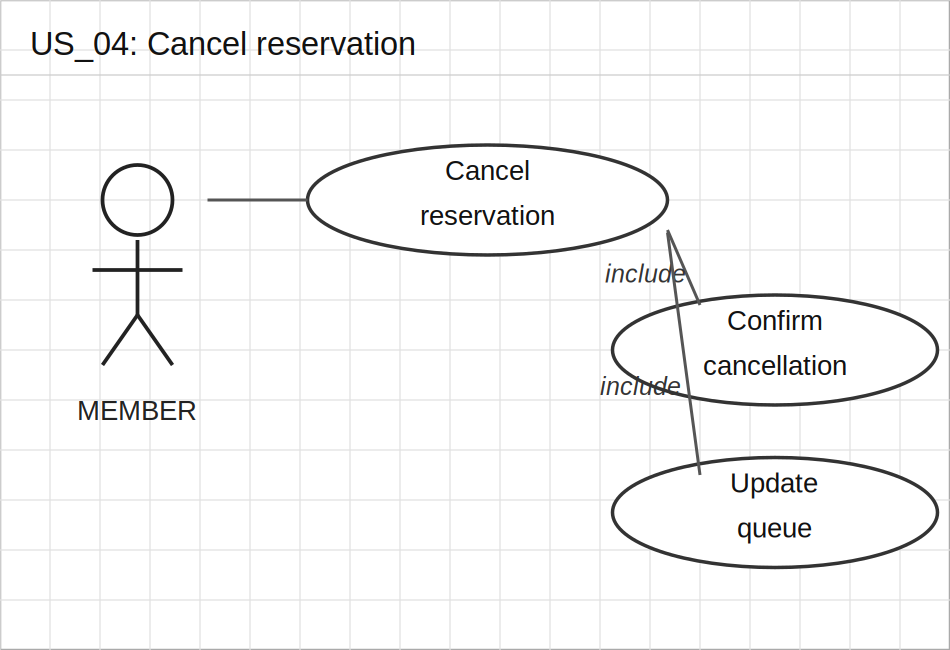 US_04: Cancel reservation
Cancel
reservation
include
Confirm
cancellation
include
MEMBER
Update
queue